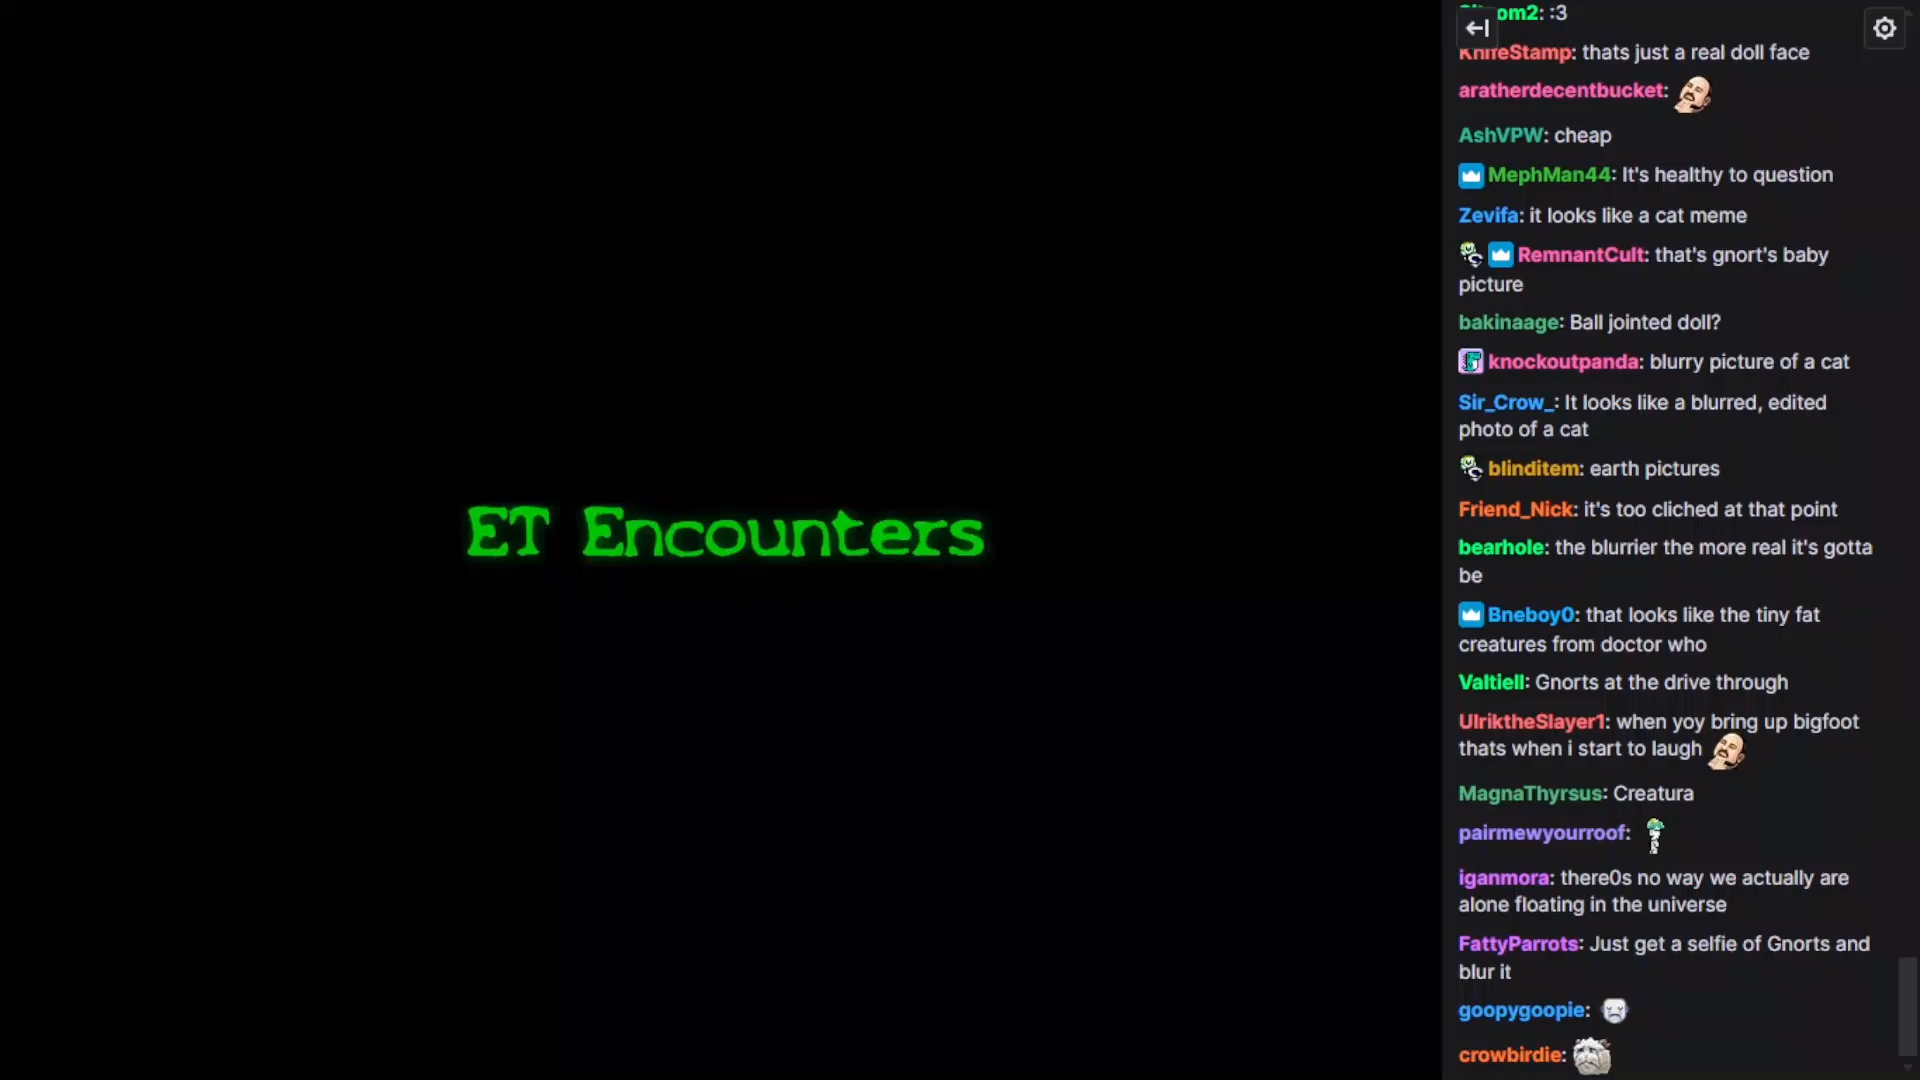 ET Encounters
om2: :3
KnifeStamp: thats just a real doll face
aratherdecentbucket:
AshVPW: cheap
MephMan44: It's healthy to question
Zevifa: it looks like a cat meme
RemnantCult: that's gnort's baby
picture
bakinaage: Ball jointed doll?
knockoutpanda: blurry picture of a cat
Sir_Crow_: It looks like a blurred, edited
photo of a cat
blinditem: earth pictures
Friend_Nick: it's too cliched at that point
bearhole: the blurrier the more real it's gotta
be
Bneboy0: that looks like the tiny fat
creatures from doctor who
Valtiell: Gnorts at the drive through
UlriktheSlayer1: when yoy bring up bigfoot
thats when i start to laugh
MagnaThyrsus: Creatura
pairmewyourroof:
iganmora: there0s no way we actually are
alone floating in the universe
FattyParrots: Just get a selfie of Gnorts and
blur it
goopygoopie:
crowbirdie: